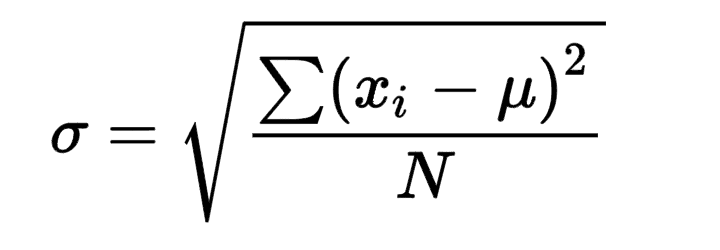 σ = √(∑(xᵢ − μ)² / N)